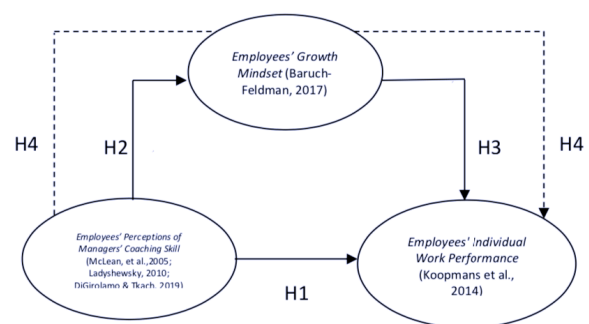 Employees' Growth
Mindset (Baruch-
Feldman, 2017)
H4
H2
H3
H4
Employees' Perceptions of
Managers' Coaching Skill
(McLean, et al.,2005;
Ladyshewsky, 2010;
DiGirolamo & Tkach, 2019)
Employees' Individual
Work Performance
(Koopmans et al.,
2014)
H1